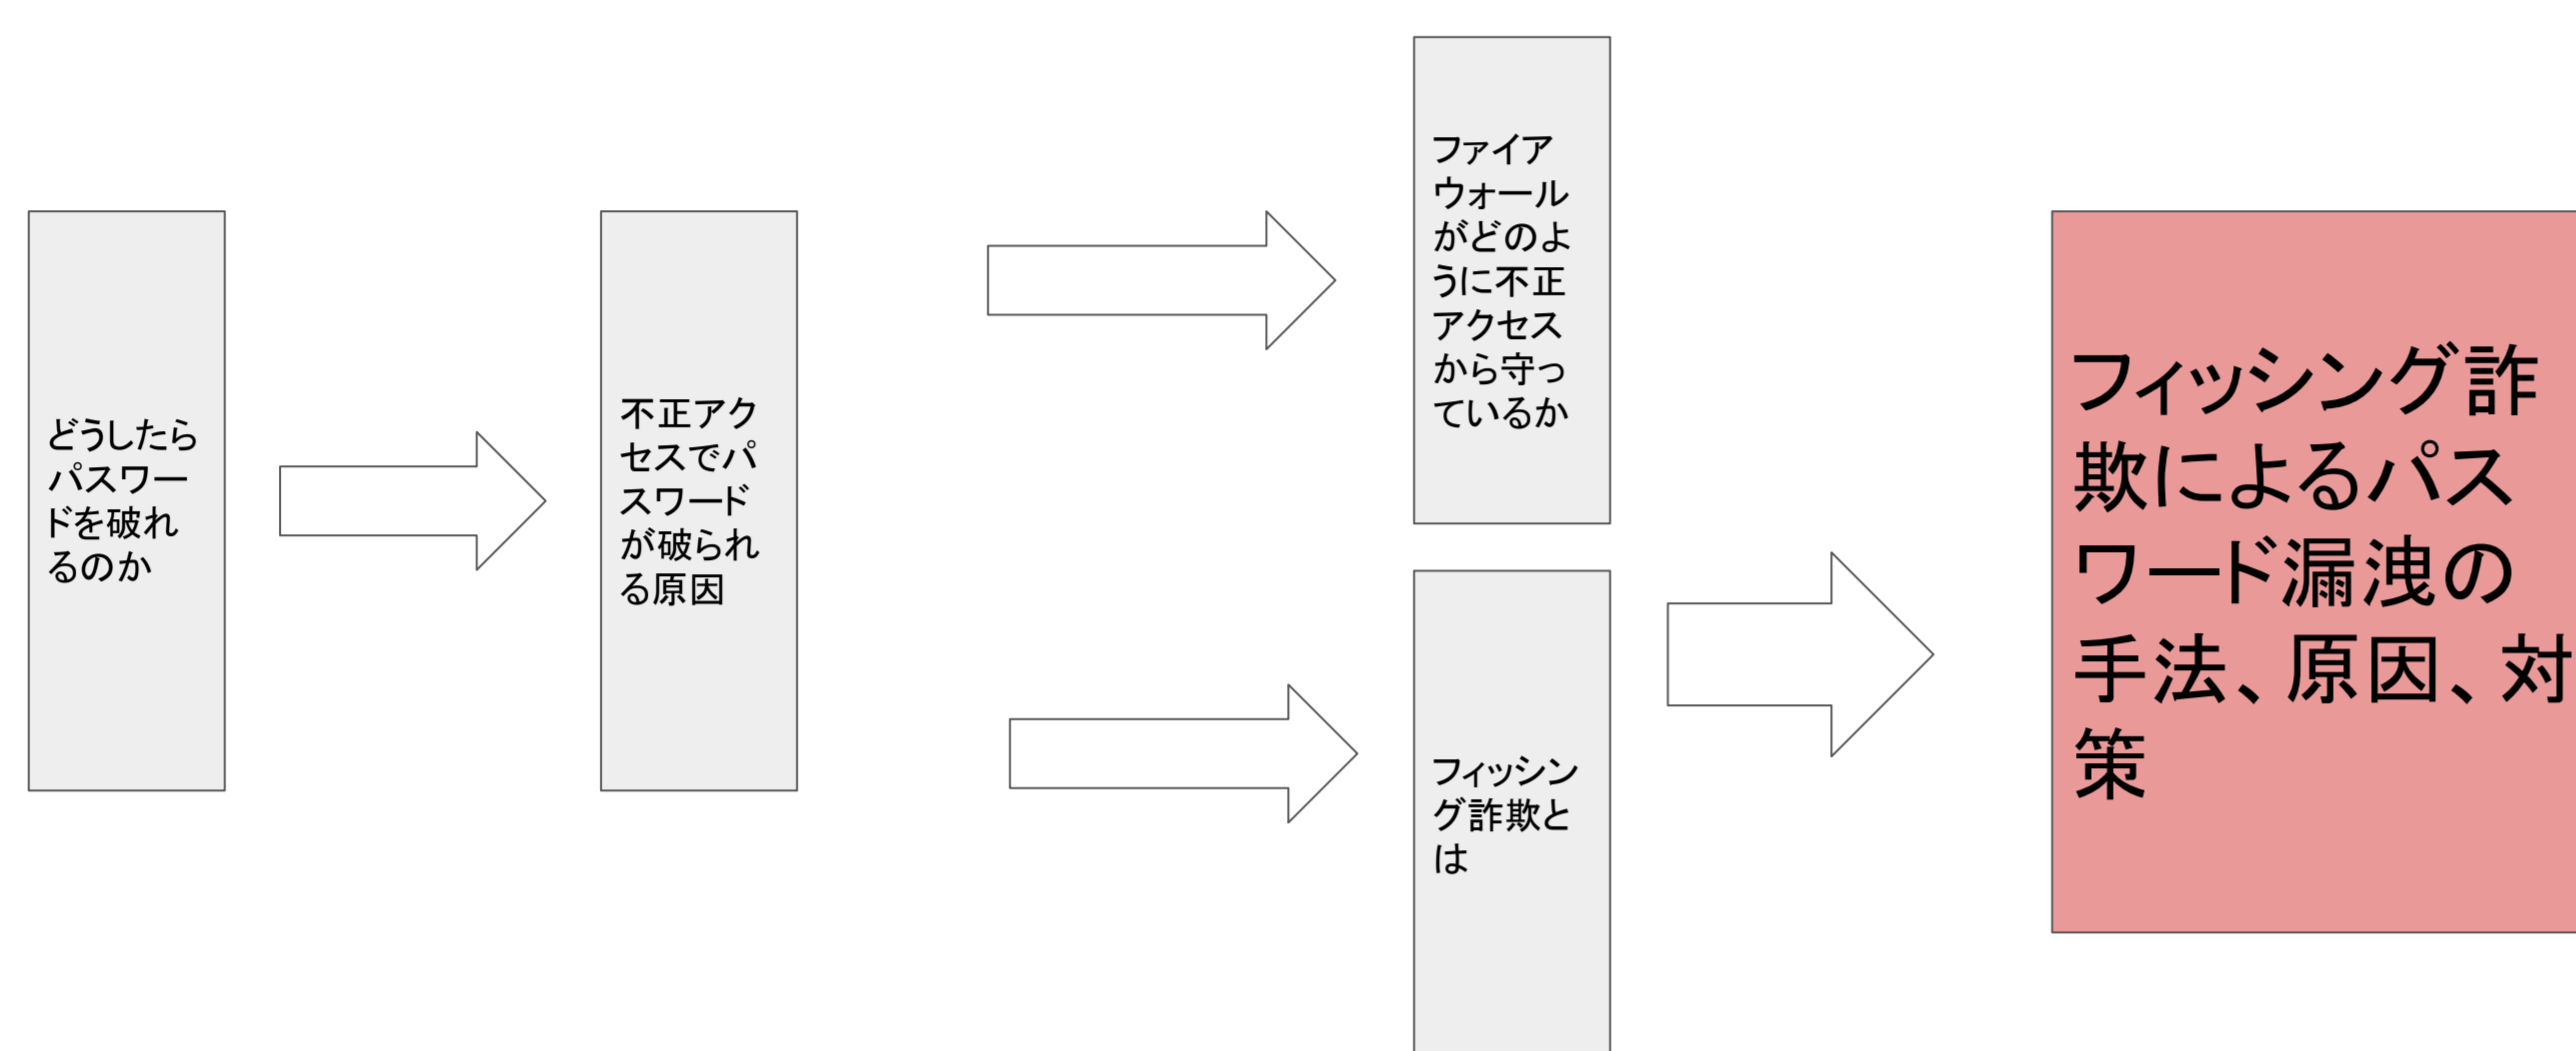 どうしたら
パスワー
ドを破れ
るのか
不正アク
セスでパ
スワード
が破られ
る原因
ファイア
ウォール
がどのよ
うに不正
アクセス
から守っ
ているか
フィッシン
グ詐欺と
は
フィッシング詐
欺によるパス
ワード漏洩の
手法、原因、対
策